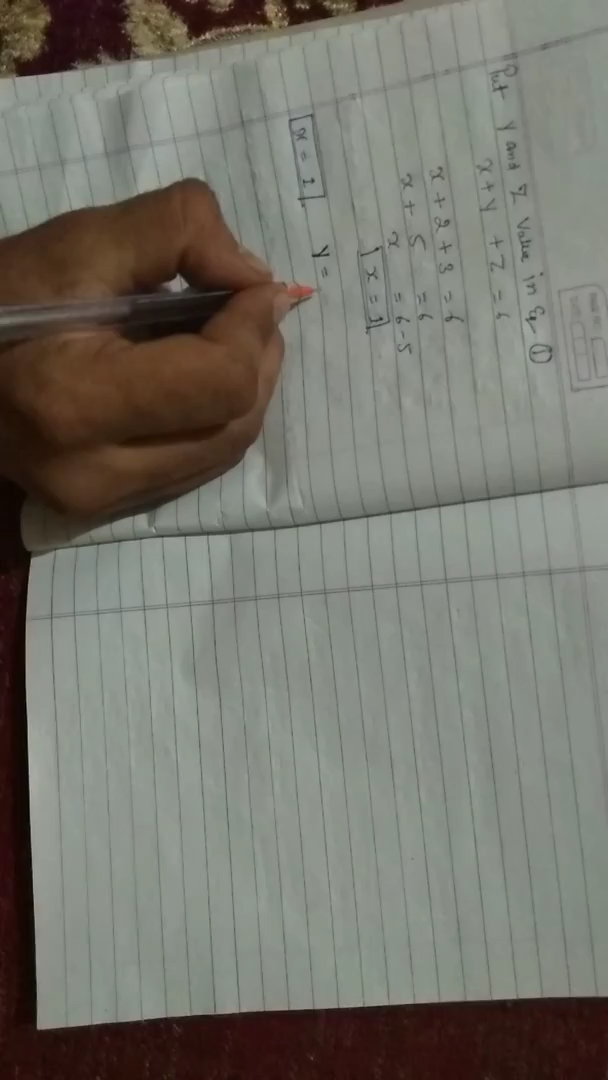 Put y and z value in Eq ①
x + y + z = 6
x + 2 + 3 = 6
x + 5 = 6
x = 6 - 5
x = 1
x = 1 y =